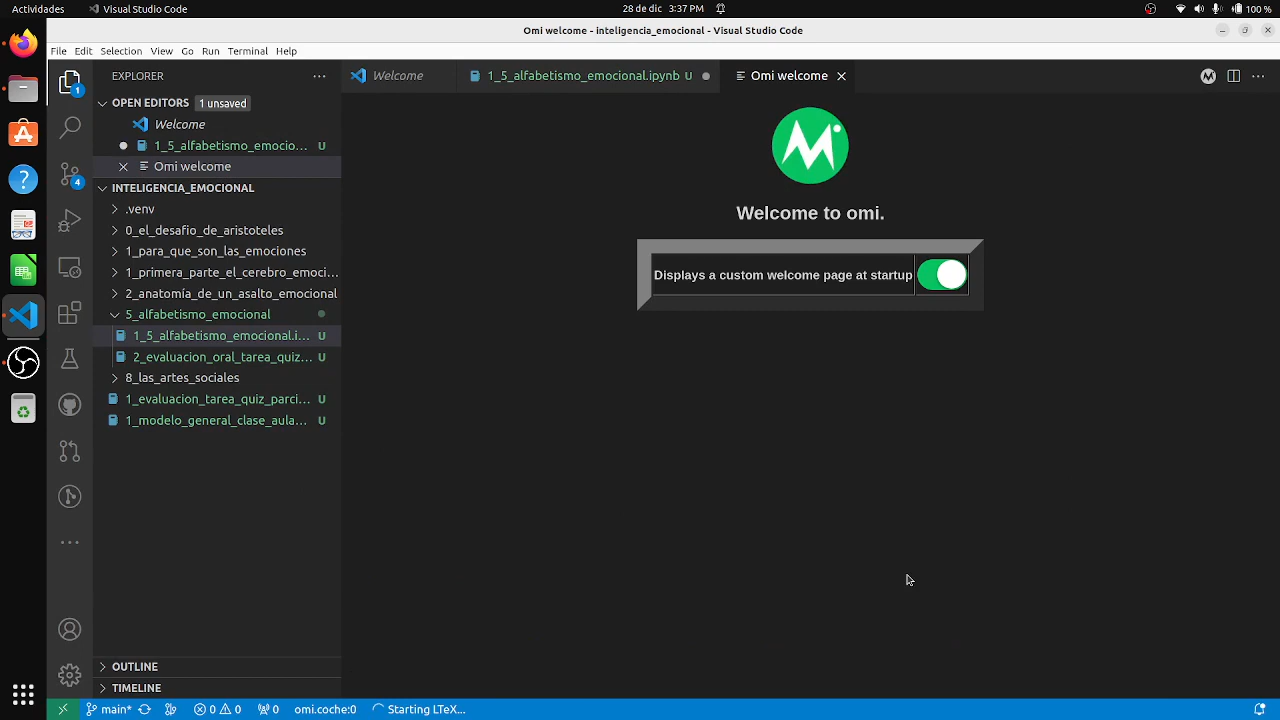 Actividades
Visual Studio Code
28 de dic 3:37 PM
100 %
Omi welcome - inteligencia_emocional - Visual Studio Code
File Edit Selection View Go Run Terminal Help
EXPLORER
Welcome
1_5_alfabetismo_emocional.ipynb U
Omi welcome
OPEN EDITORS 1 unsaved
Welcome
1_5_alfabetismo_emocio... U
Omi welcome
INTELIGENCIA_EMOCIONAL
.venv
0_el_desafio_de_aristoteles
1_para_que_son_las_emociones
1_primera_parte_el_cerebro_emoci...
2_anatomía_de_un_asalto_emocional
5_alfabetismo_emocional
1_5_alfabetismo_emocional.i... U
2_evaluacion_oral_tarea_quiz... U
8_las_artes_sociales
1_evaluacion_tarea_quiz_parci... U
1_modelo_general_clase_aula... U
OUTLINE
TIMELINE
1
4
Welcome to omi.
Displays a custom welcome page at startup
main* 0 0 0 omi.coche:0 Starting LTeX...